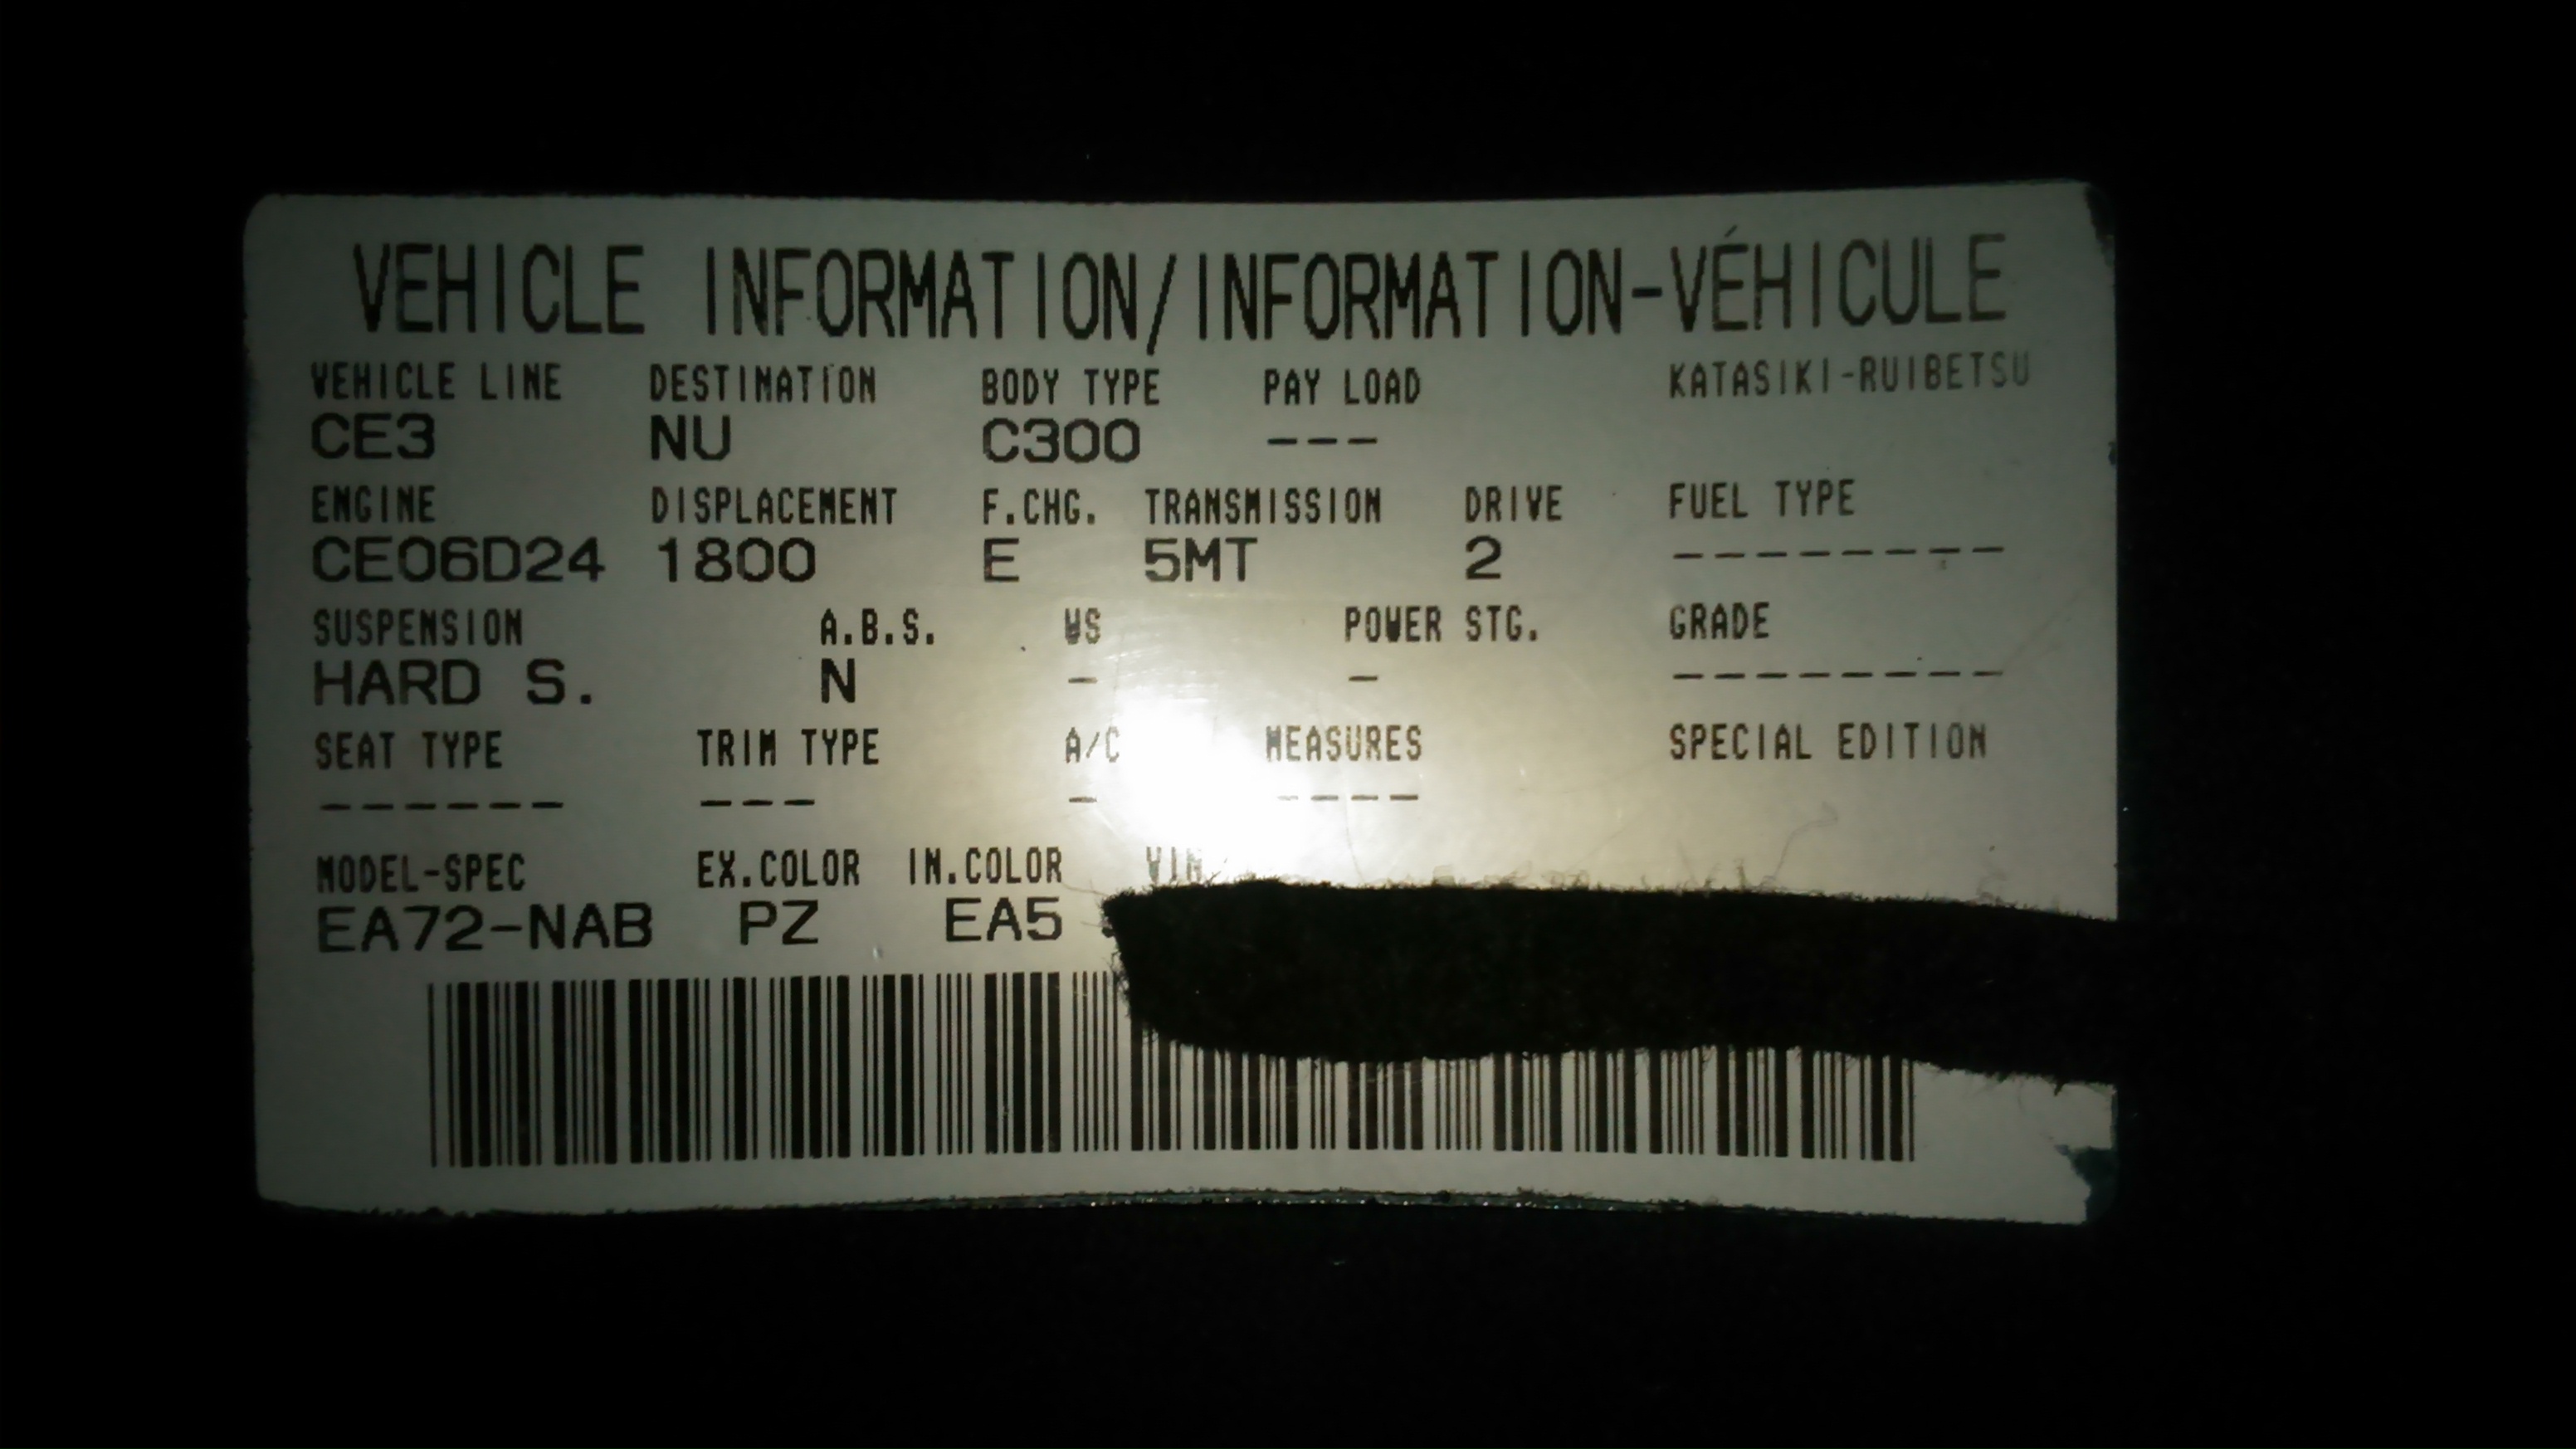 VEHICLE INFORMATION/INFORMATION-VÉHICULE
VEHICLE LINE DESTINATION BODY TYPE PAY LOAD KATASIKI-RUIBETSU
CE3 NU C300 ---
ENGINE DISPLACEMENT F.CHG. TRANSMISSION DRIVE FUEL TYPE
CE06D24 1800 E 5MT 2 --------
SUSPENSION A.B.S. WS POWER STG. GRADE
HARD S. N - - --------
SEAT TYPE TRIM TYPE A/C MEASURES SPECIAL EDITION
------ --- - ----
MODEL-SPEC EX.COLOR IN.COLOR VIN
EA72-NAB PZ EA5